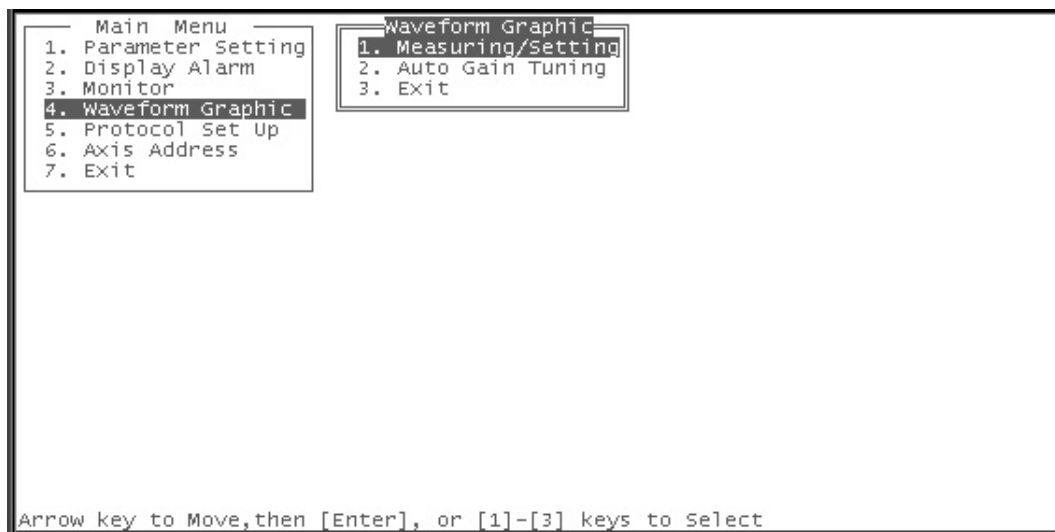 Main Menu
1. Parameter Setting
2. Display Alarm
3. Monitor
4. Waveform Graphic
5. Protocol Set Up
6. Axis Address
7. Exit
Waveform Graphic
1. Measuring/Setting
2. Auto Gain Tuning
3. Exit
Arrow key to Move,then [Enter], or [1]-[3] keys to Select